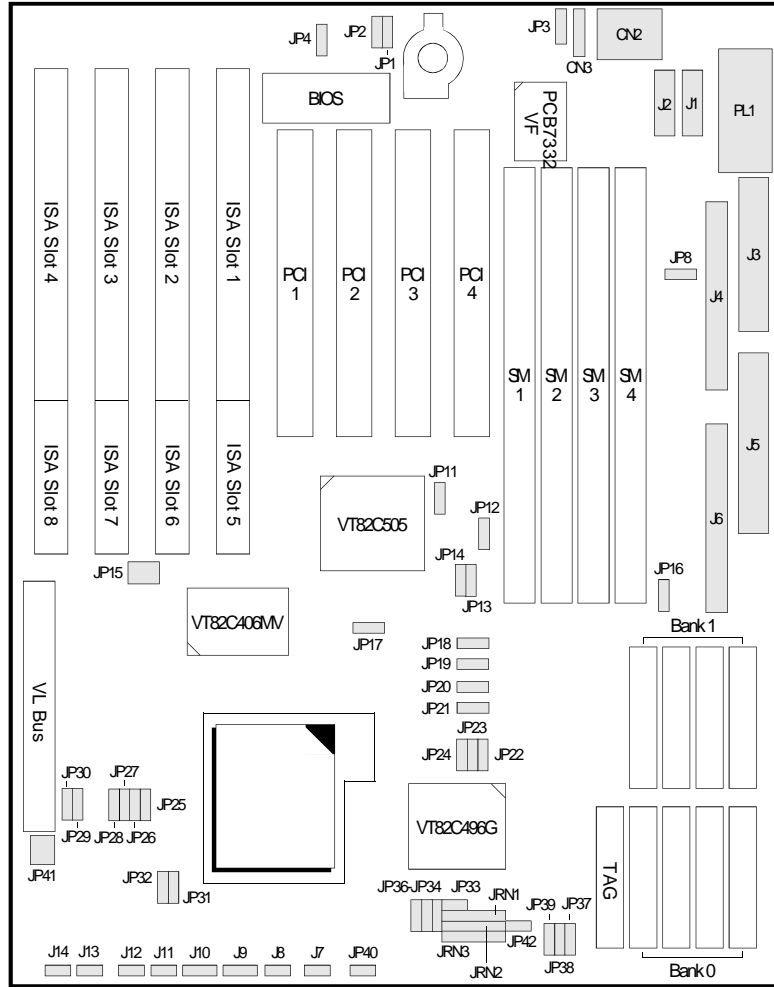 JP4
JP2
JP1
JP3
CN3
CN2
BIOS
PCB7332
VF
J2
J1
PL1
ISA Slot 4
ISA Slot 3
ISA Slot 2
ISA Slot 1
PCI
1
PCI
2
PCI
3
PCI
4
SM
1
SM
2
SM
3
SM
4
JP8
J4
J3
ISA Slot 8
ISA Slot 7
ISA Slot 6
ISA Slot 5
VT82C505
JP11
JP12
JP14
JP13
J6
J5
JP16
JP15
VT82C406MV
JP17
JP18
JP19
JP20
JP21
JP23
JP24
JP22
Bank 1
VL Bus
JP30
JP29
JP27
JP25
JP28
JP26
JP41
JP32
JP31
VT82C496G
TAG
JP36-JP34
JP33
JRN1
JP42
JRN3
JRN2
JP39
JP37
JP38
Bank 0
J14
J13
J12
J11
J10
J9
J8
J7
JP40